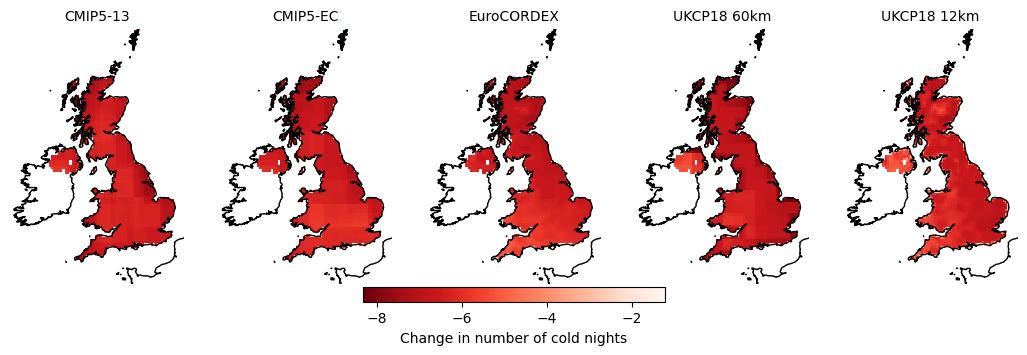 CMIP5-13 CMIP5-EC EuroCORDEX UKCP18 60km UKCP18 12km
−8 −6 −4 −2
Change in number of cold nights